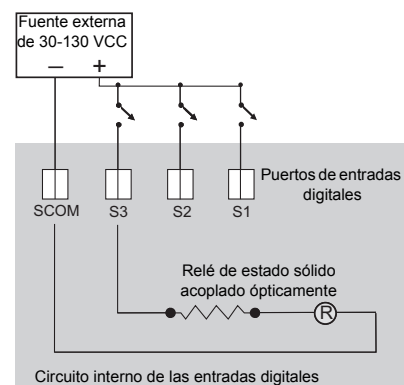 Fuente externa
de 30-130 VCC
– +
Puertos de entradas
digitales
SCOM S3 S2 S1
Relé de estado sólido
acoplado ópticamente
R
Circuito interno de las entradas digitales